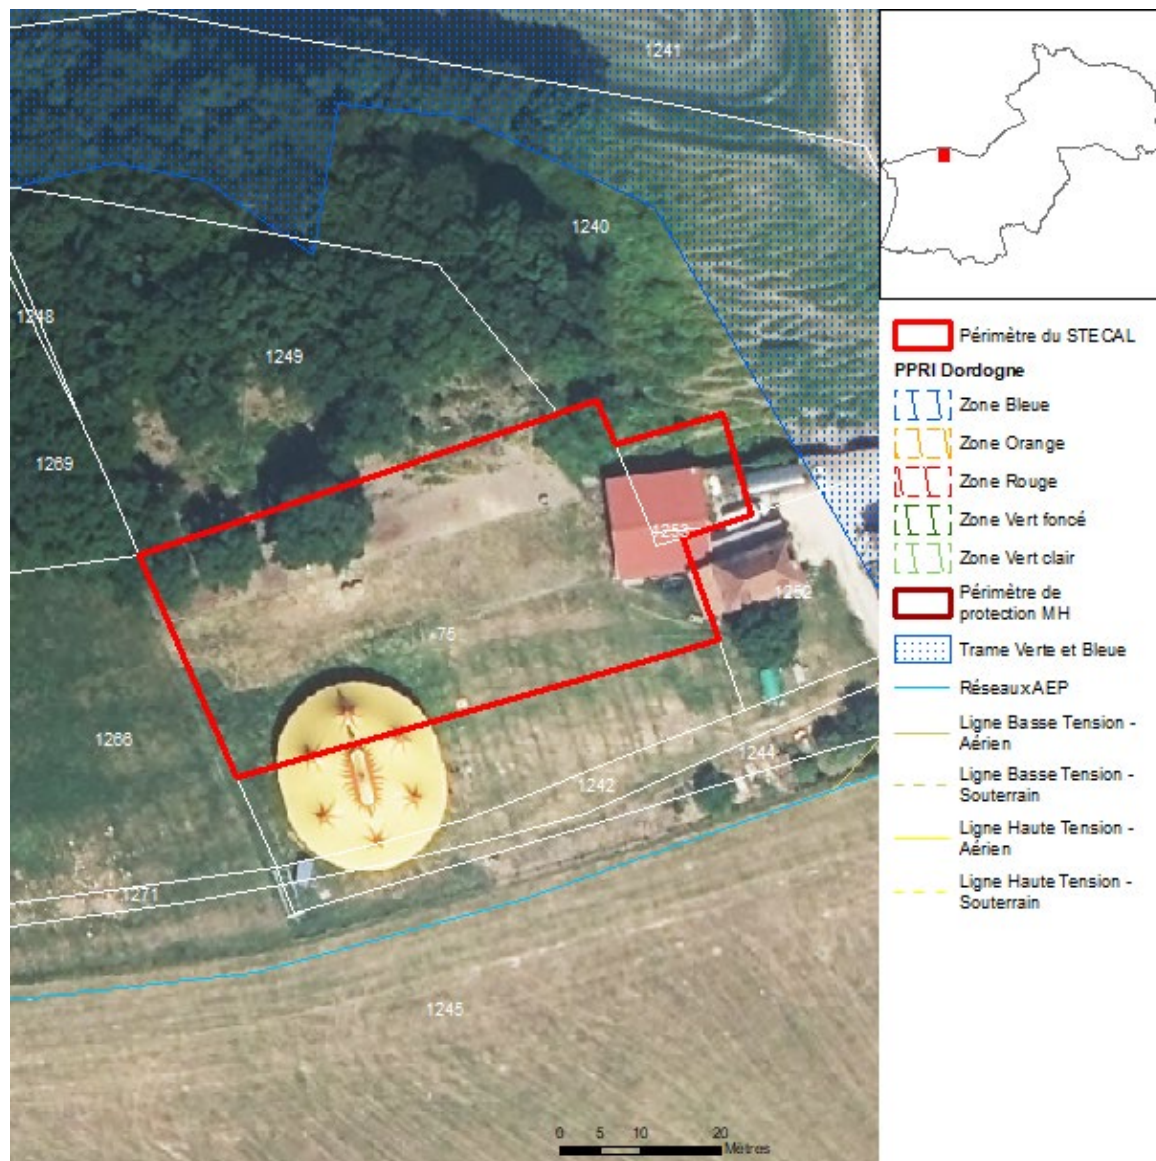 1241
1240
1248
1249
1269
1253
1252
+75
1266
1244
1242
1271
1245
0 5 10 20
Mètres
Périmètre du STECAL
PPRI Dordogne
Zone Bleue
Zone Orange
Zone Rouge
Zone Vert foncé
Zone Vert clair
Périmètre de
protection MH
Trame Verte et Bleue
Réseaux AEP
Ligne Basse Tension -
Aérien
Ligne Basse Tension -
Souterrain
Ligne Haute Tension -
Aérien
Ligne Haute Tension -
Souterrain